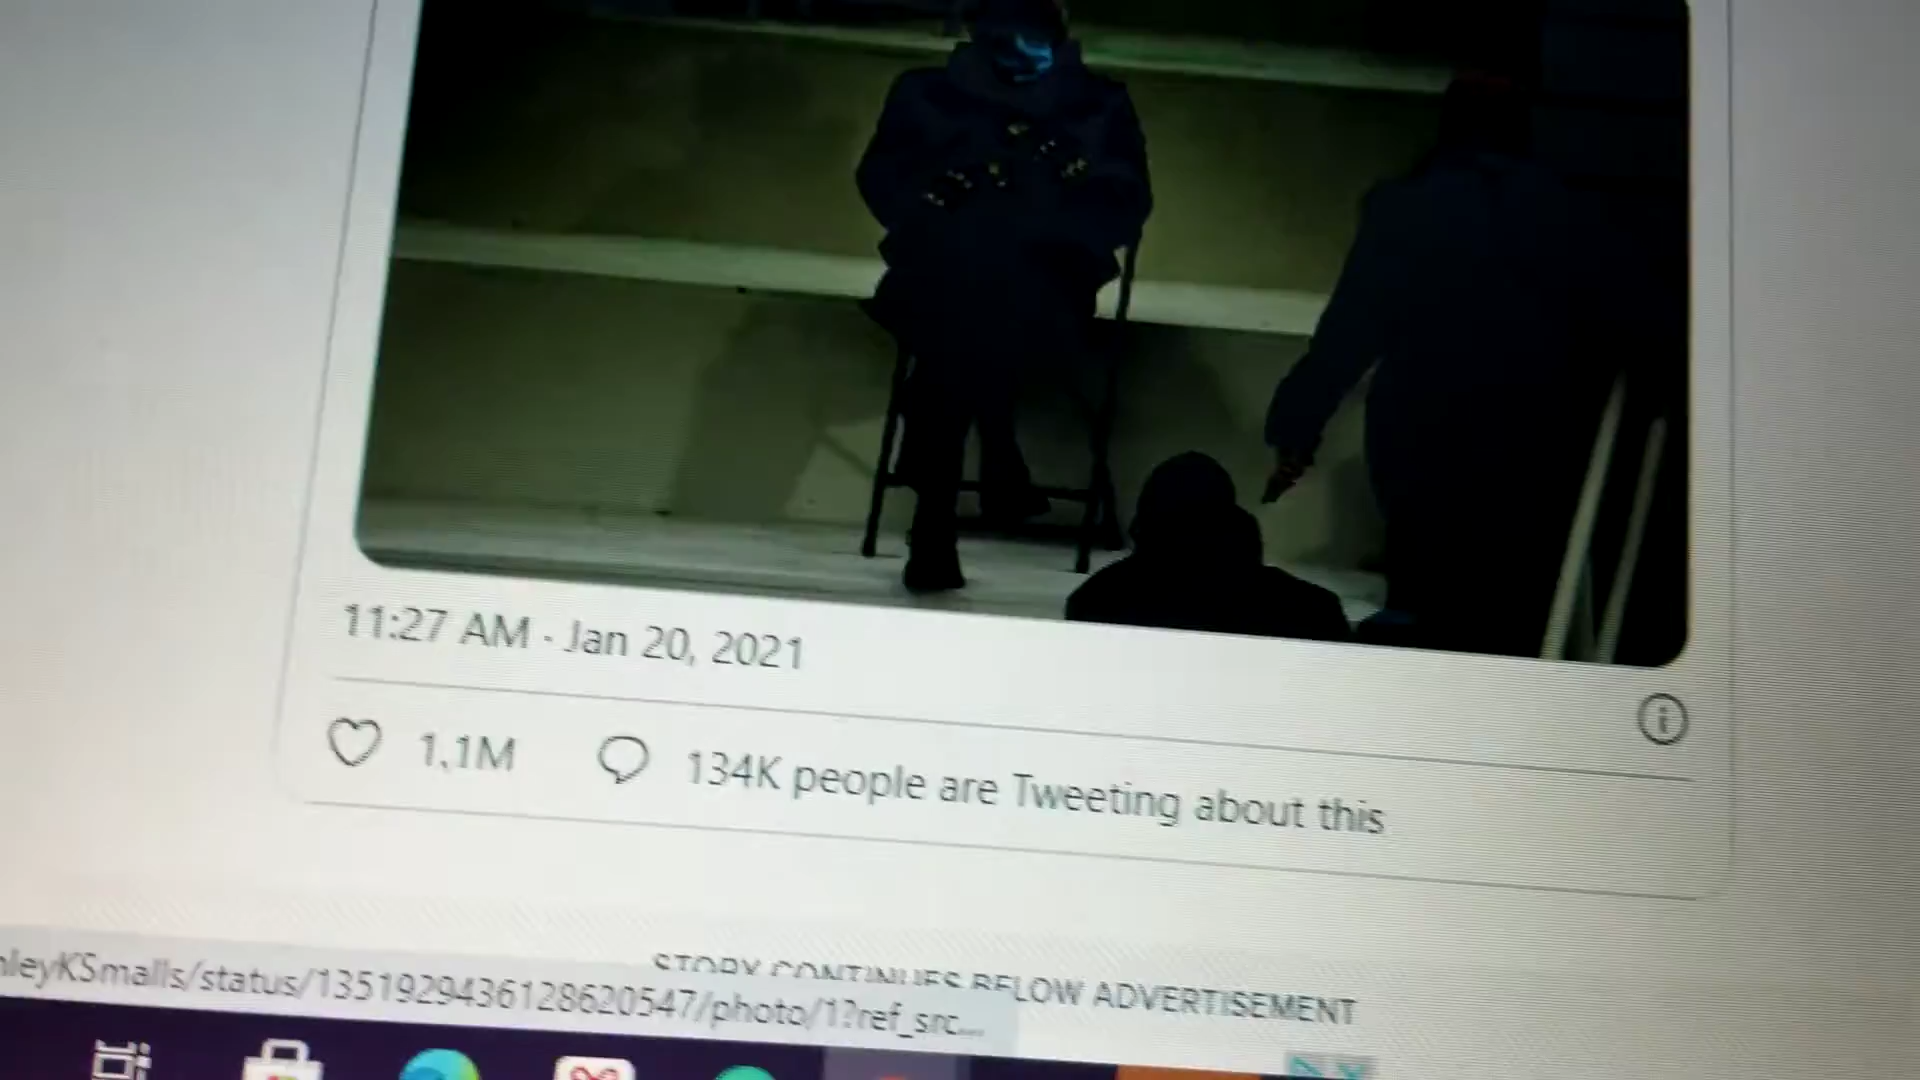 11:27 AM · Jan 20, 2021
1.1M 134K people are Tweeting about this
STORY CONTINUES BELOW ADVERTISEMENT
leyKSmalls/status/1351929436128620547/photo/1?ref_src...